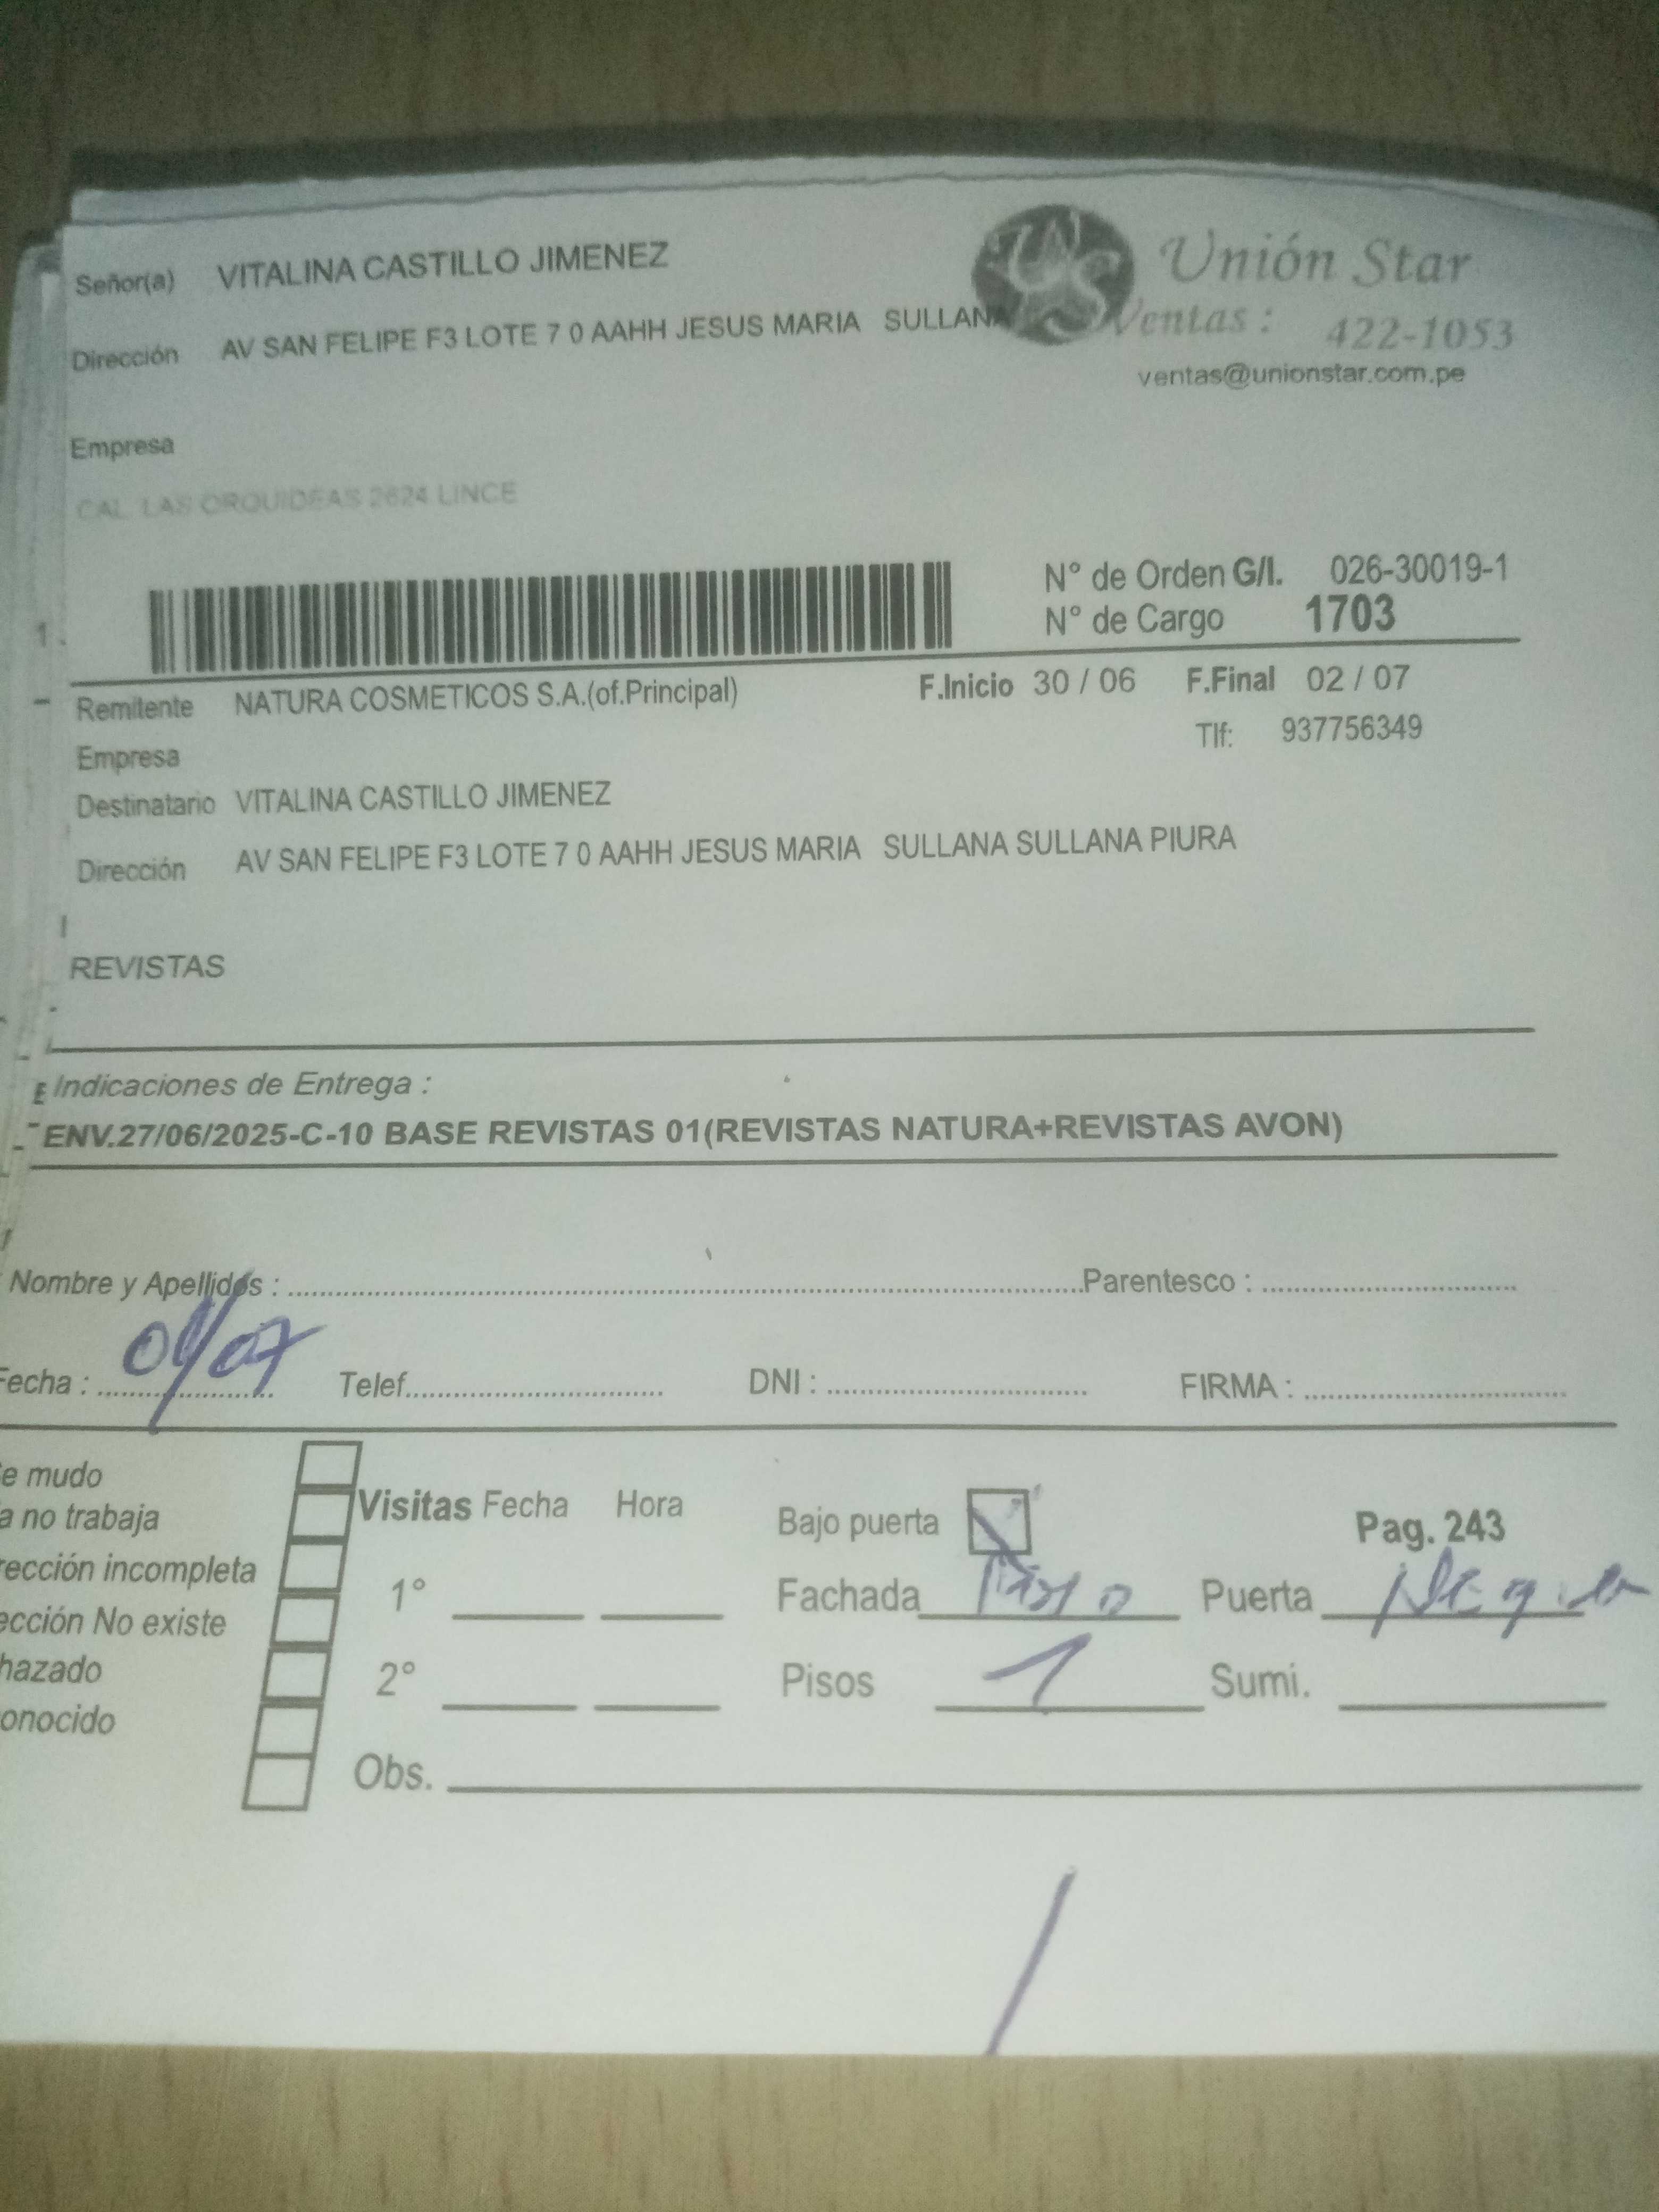 Señor(a) VITALINA CASTILLO JIMENEZ
Unión Star
Dirección AV SAN FELIPE F3 LOTE 7 0 AAHH JESUS MARIA SULLANA
Ventas : 422-1053
ventas@unionstar.com.pe
Empresa
CAL. LAS ORQUIDEAS 2624 LINCE
N° de Orden G/I. 026-30019-1
N° de Cargo 1703
Remitente NATURA COSMETICOS S.A.(of.Principal) F.Inicio 30 / 06 F.Final 02 / 07
Tlf: 937756349
Empresa
Destinatario VITALINA CASTILLO JIMENEZ
Dirección AV SAN FELIPE F3 LOTE 7 0 AAHH JESUS MARIA SULLANA SULLANA PIURA
REVISTAS
Indicaciones de Entrega :
ENV.27/06/2025-C-10 BASE REVISTAS 01(REVISTAS NATURA+REVISTAS AVON)
Nombre y Apellidos : Parentesco :
Fecha : 04/07 Telef. DNI : FIRMA :
e mudo
a no trabaja
Visitas Fecha Hora Bajo puerta Pag. 243
rección incompleta
1° Fachada Puerta
ección No existe
hazado
2° Pisos 1 Sumi.
onocido
Obs.